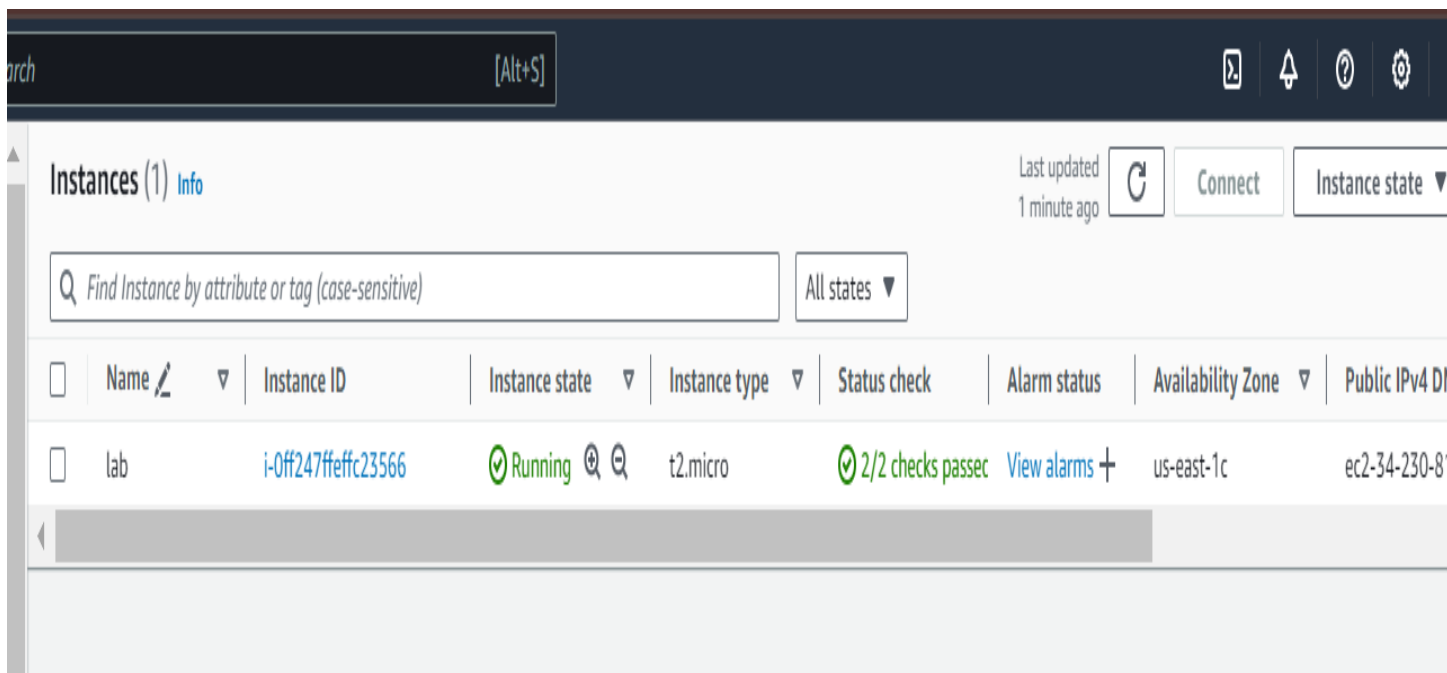 arch [Alt+S]
Instances (1) Info
Last updated
1 minute ago
Connect
Instance state
Find Instance by attribute or tag (case-sensitive)
All states
Name Instance ID Instance state Instance type Status check Alarm status Availability Zone Public IPv4 DN
lab i-0ff247ffeffc23566 Running t2.micro 2/2 checks passec View alarms + us-east-1c ec2-34-230-81